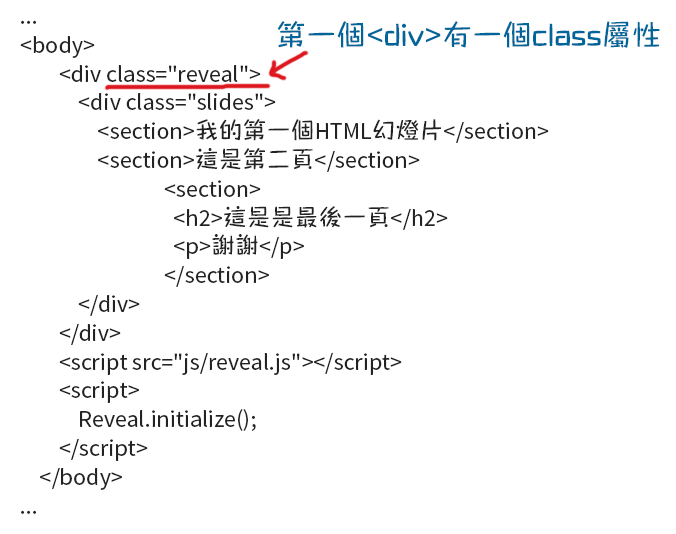 ...
<body>
第一個<div>有一個class屬性
<div class="reveal">
<div class="slides">
<section>我的第一個HTML幻燈片</section>
<section>這是第二頁</section>
<section>
<h2>這是是最後一頁</h2>
<p>謝謝</p>
</section>
</div>
</div>
<script src="js/reveal.js"></script>
<script>
Reveal.initialize();
</script>
</body>
...